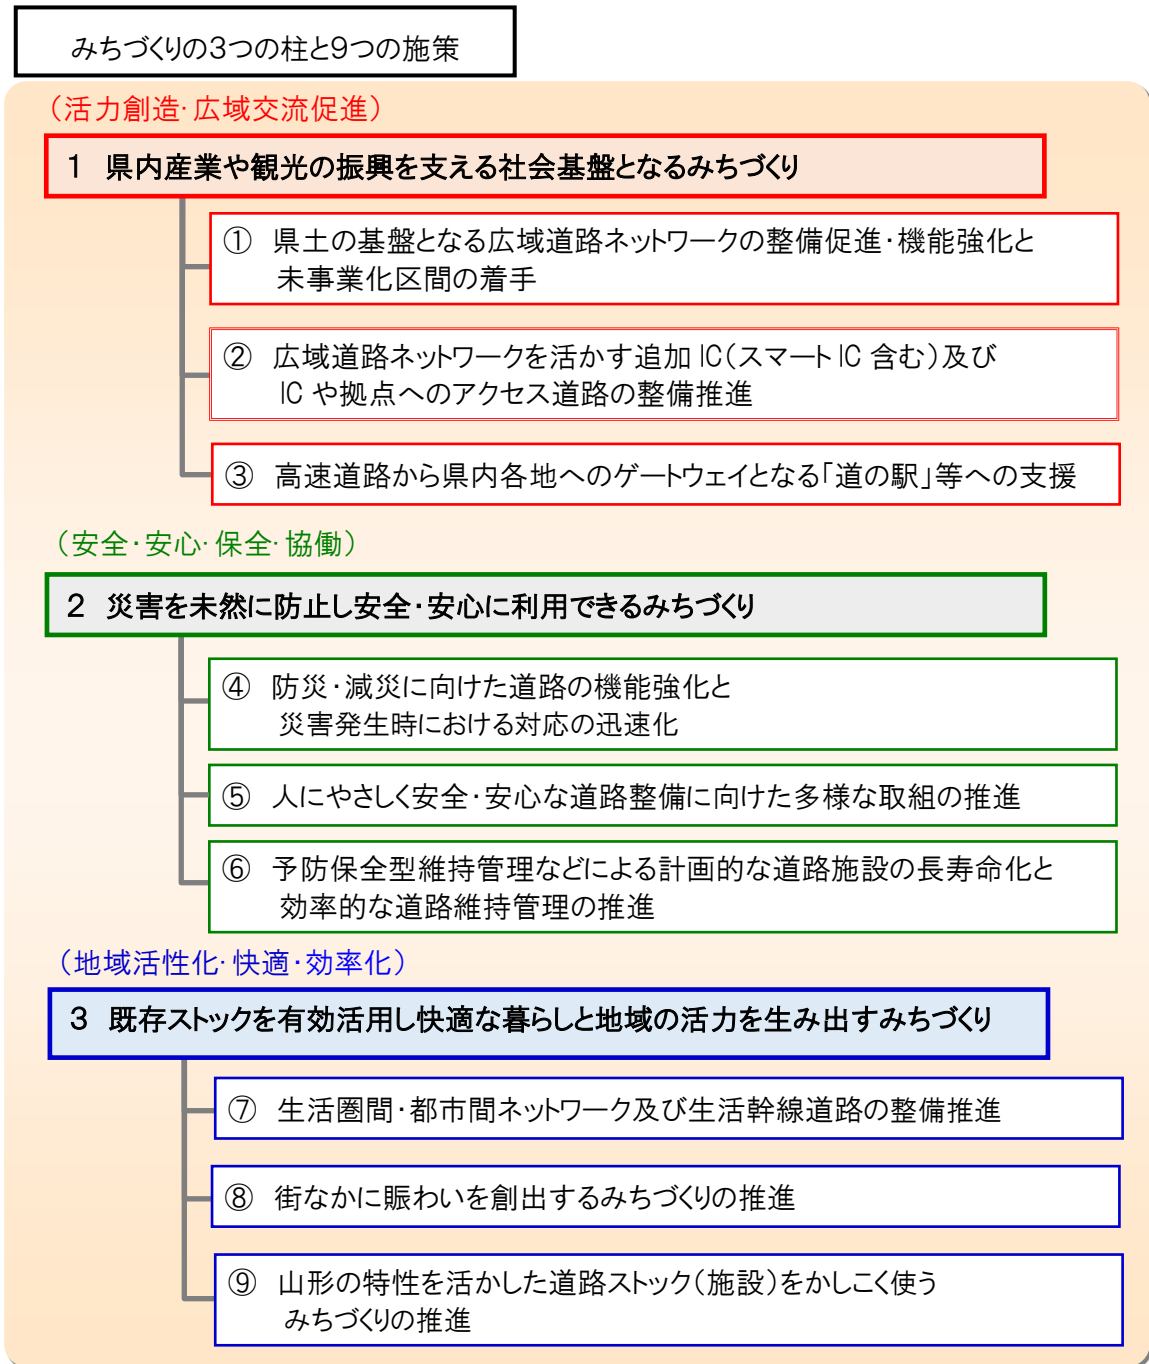 みちづくりの3つの柱と9つの施策
（活力創造･広域交流促進）
1　県内産業や観光の振興を支える社会基盤となるみちづくり
①　県土の基盤となる広域道路ネットワークの整備促進・機能強化と
未事業化区間の着手
②　広域道路ネットワークを活かす追加 IC（スマート IC 含む）及び
IC や拠点へのアクセス道路の整備推進
③　高速道路から県内各地へのゲートウェイとなる「道の駅」等への支援
（安全・安心･保全･協働）
2　災害を未然に防止し安全・安心に利用できるみちづくり
④　防災・減災に向けた道路の機能強化と
災害発生時における対応の迅速化
⑤　人にやさしく安全・安心な道路整備に向けた多様な取組の推進
⑥　予防保全型維持管理などによる計画的な道路施設の長寿命化と
効率的な道路維持管理の推進
（地域活性化･快適・効率化）
3　既存ストックを有効活用し快適な暮らしと地域の活力を生み出すみちづくり
⑦　生活圏間・都市間ネットワーク及び生活幹線道路の整備推進
⑧　街なかに賑わいを創出するみちづくりの推進
⑨　山形の特性を活かした道路ストック（施設）をかしこく使う
みちづくりの推進